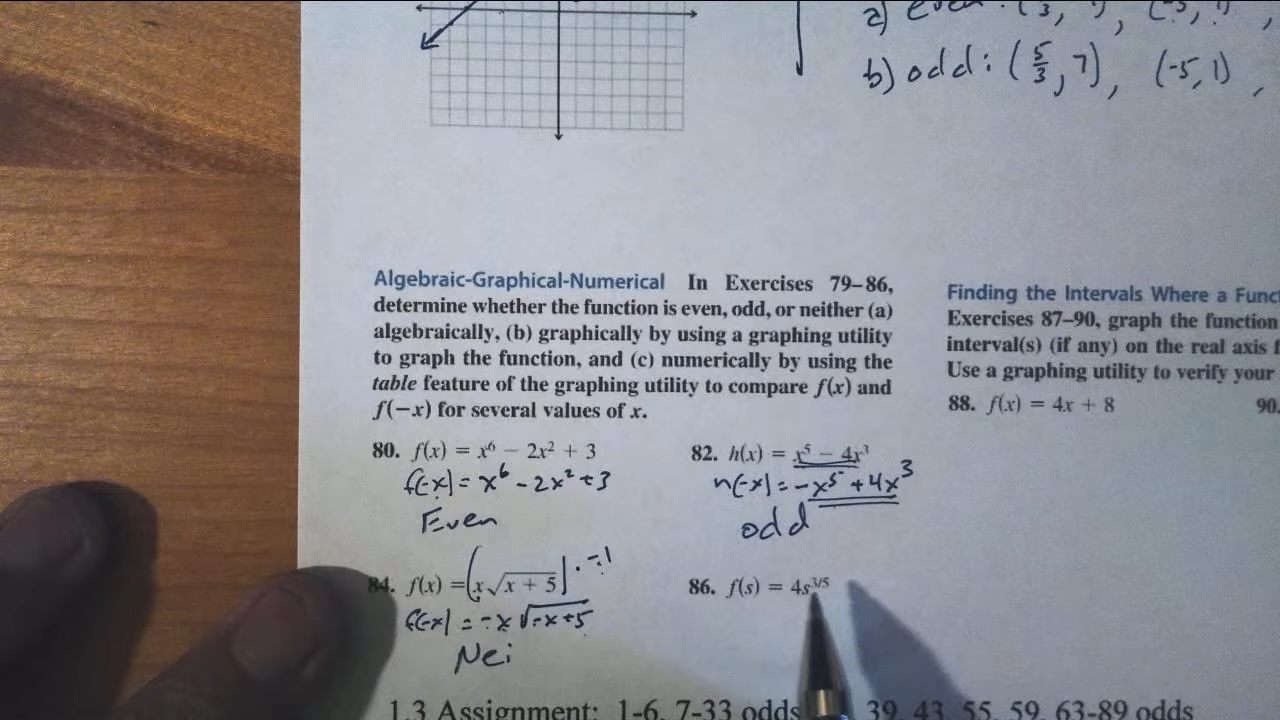 a) even: (
b) odd: (5/3, 7), (-5, 1),
Algebraic-Graphical-Numerical In Exercises 79–86,
determine whether the function is even, odd, or neither (a)
algebraically, (b) graphically by using a graphing utility
to graph the function, and (c) numerically by using the
table feature of the graphing utility to compare f(x) and
f(−x) for several values of x.
80. f(x) = x⁶ − 2x² + 3
f(-x) = x⁶ - 2x² + 3
Even
82. h(x) = x⁵ − 4x³
h(-x) = -x⁵ + 4x³
odd
84. f(x) = (x√(x + 5)) · -1
f(-x) = -x√(-x+5)
Nei
86. f(s) = 4s^3/5
Finding the Intervals Where a Func
Exercises 87–90, graph the function
interval(s) (if any) on the real axis
Use a graphing utility to verify your
88. f(x) = 4x + 8
90.
1.3 Assignment: 1-6, 7-33 odds 39, 43, 55, 59, 63-89 odds